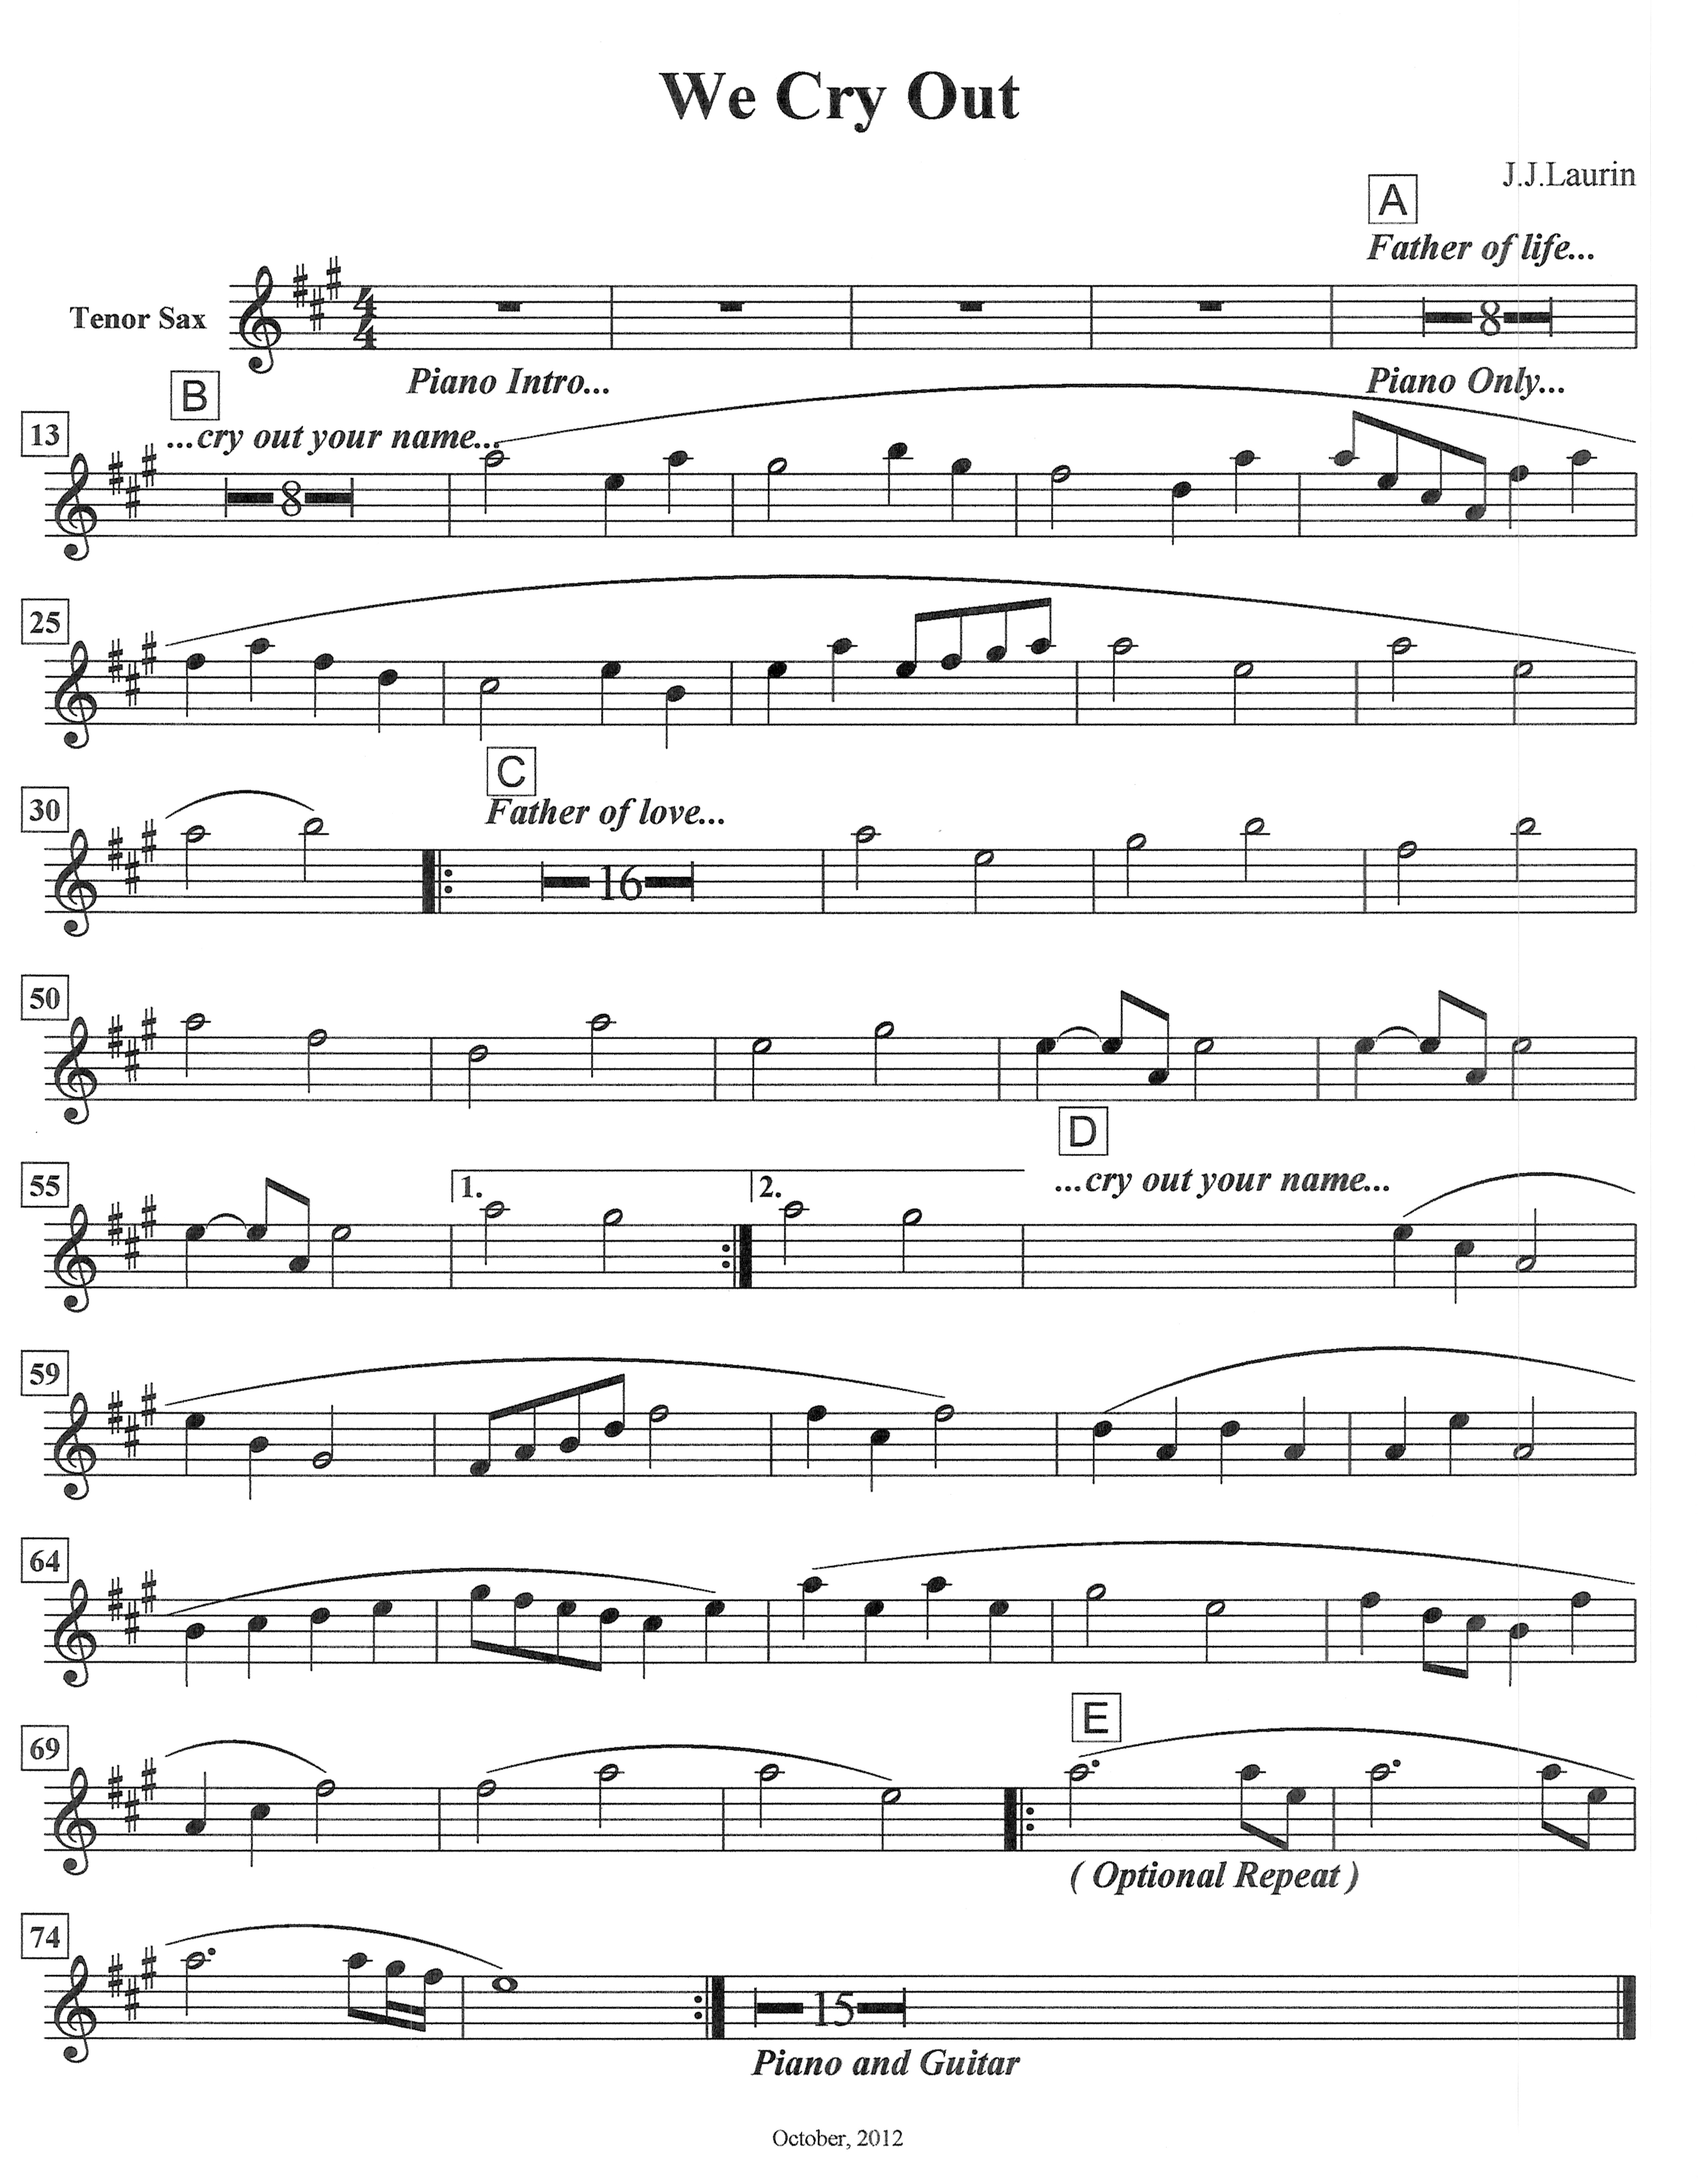 We Cry Out
J.J.Laurin
A
Father of life...
Tenor Sax
4
4
8
Piano Intro...
Piano Only...
B
...cry out your name...
13
8
25
C
Father of love...
30
16
50
D
...cry out your name...
55
1.
2.
59
64
E
69
( Optional Repeat )
74
15
Piano and Guitar
October, 2012